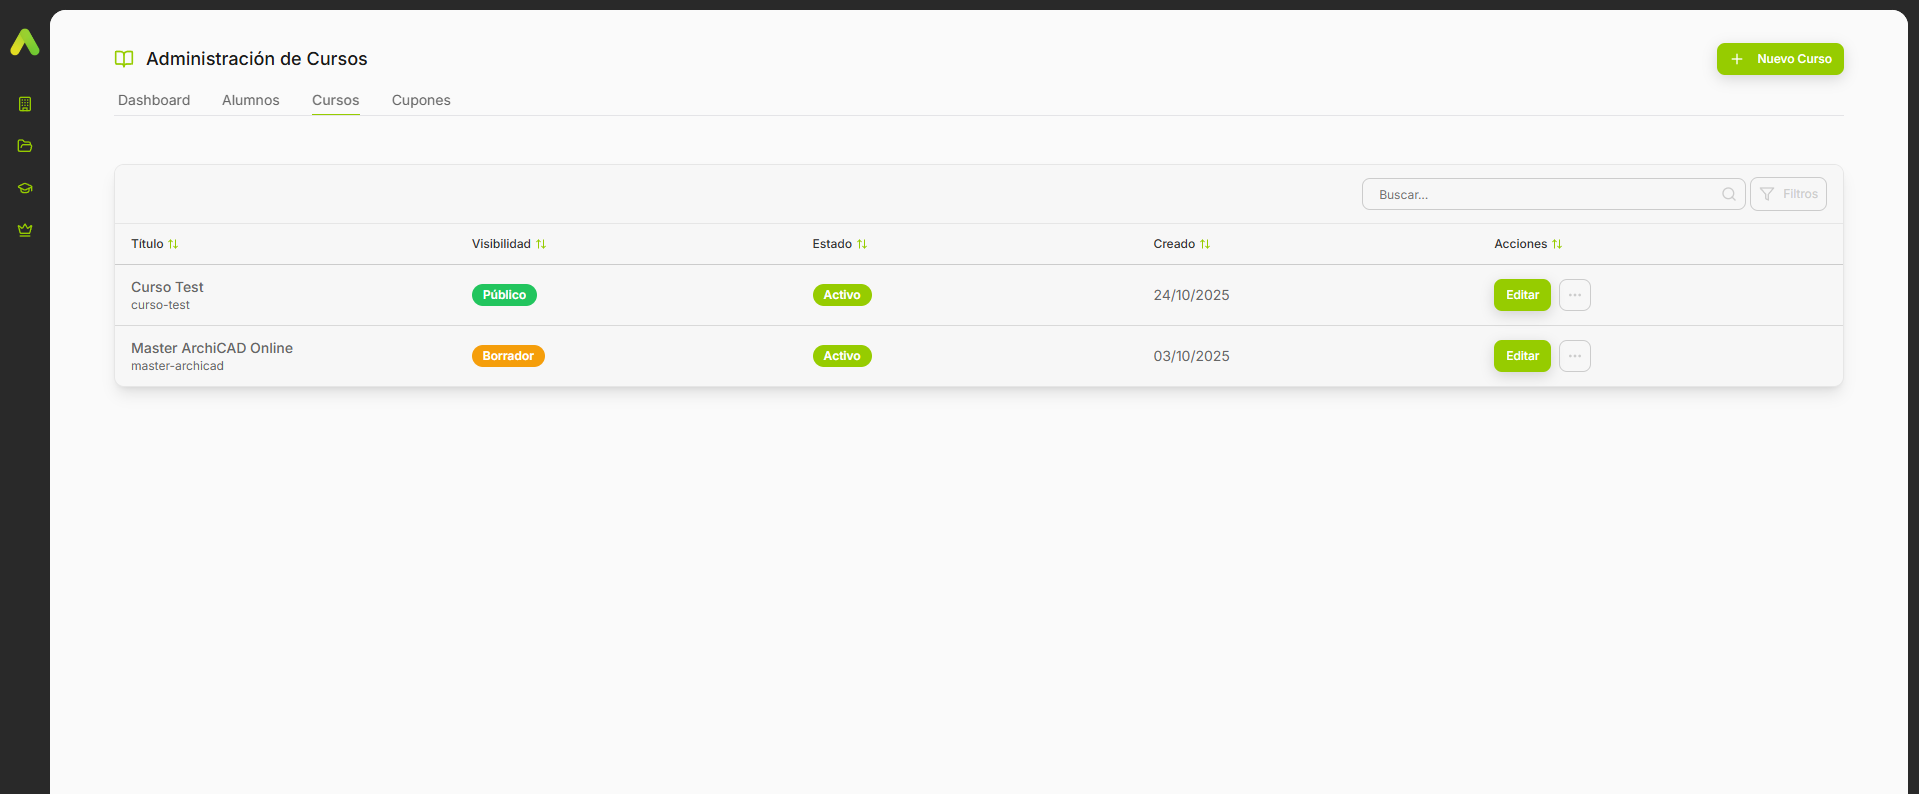 Administración de Cursos
Nuevo Curso
Dashboard Alumnos Cursos Cupones
Buscar...
Filtros
Título Visibilidad Estado Creado Acciones
Curso Test
curso-test
Público Activo 24/10/2025 Editar
Master ArchiCAD Online
master-archicad
Borrador Activo 03/10/2025 Editar